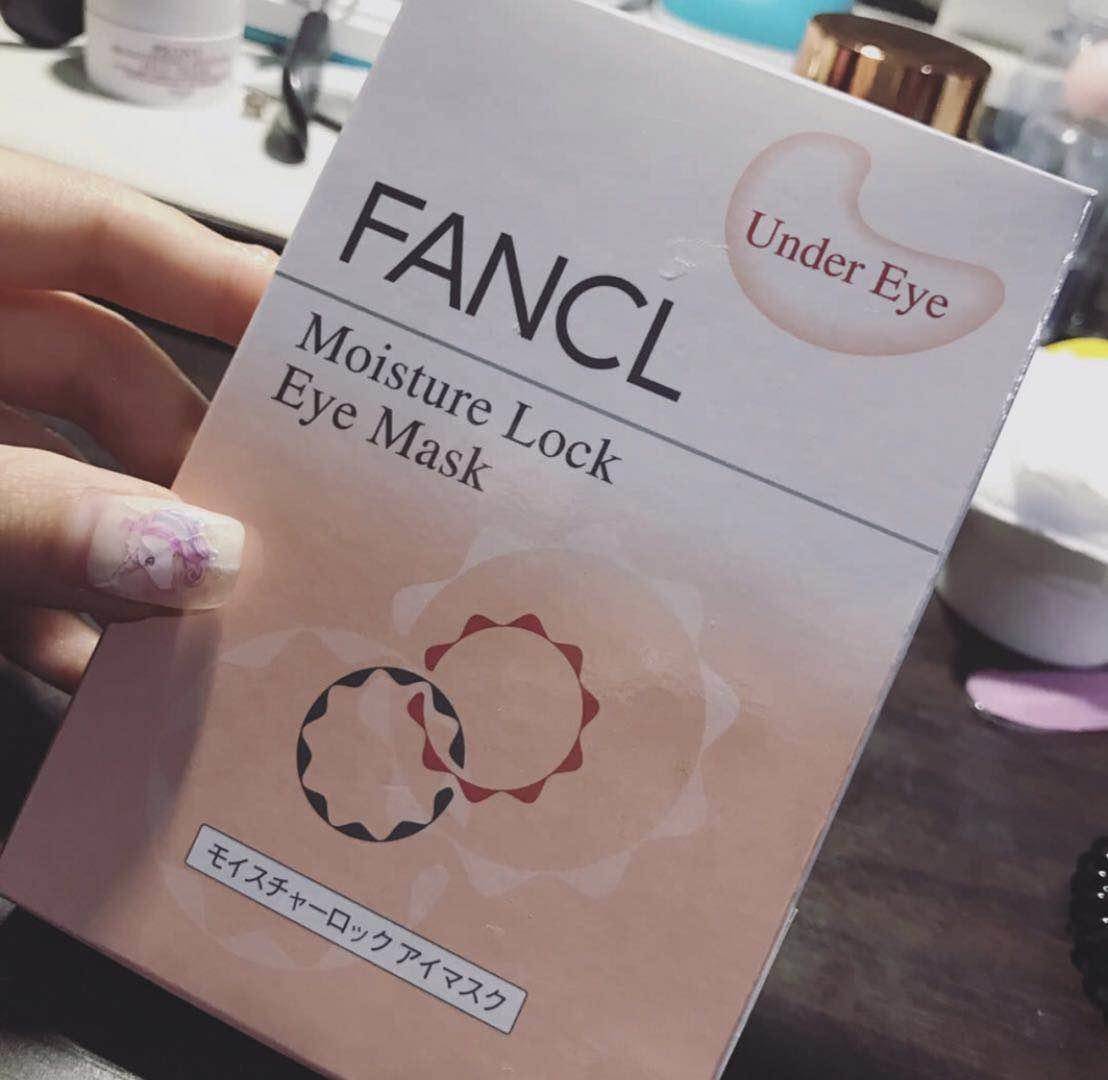 FANCL
Under Eye
Moisture Lock
Eye Mask
モイスチャーロック アイマスク